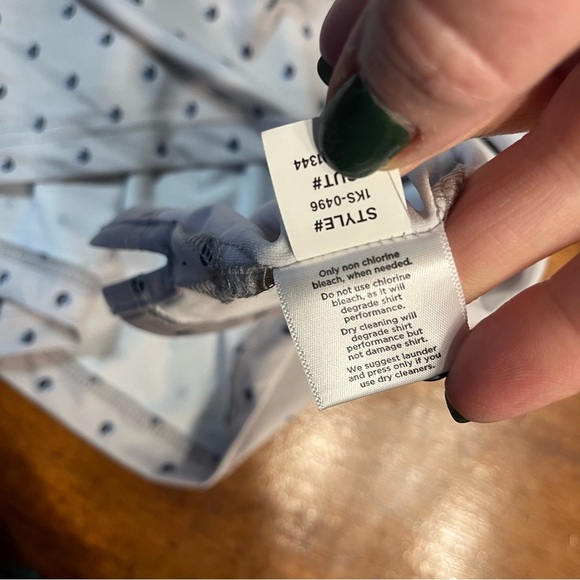 STYLE#
1KS-0496
1344
Only non chlorine
bleach, when needed.
Do not use chlorine
bleach, as it will
degrade shirt
performance.
Dry cleaning will
degrade shirt
performance but
not damage shirt.
We suggest launder
and press only if you
use dry cleaners.